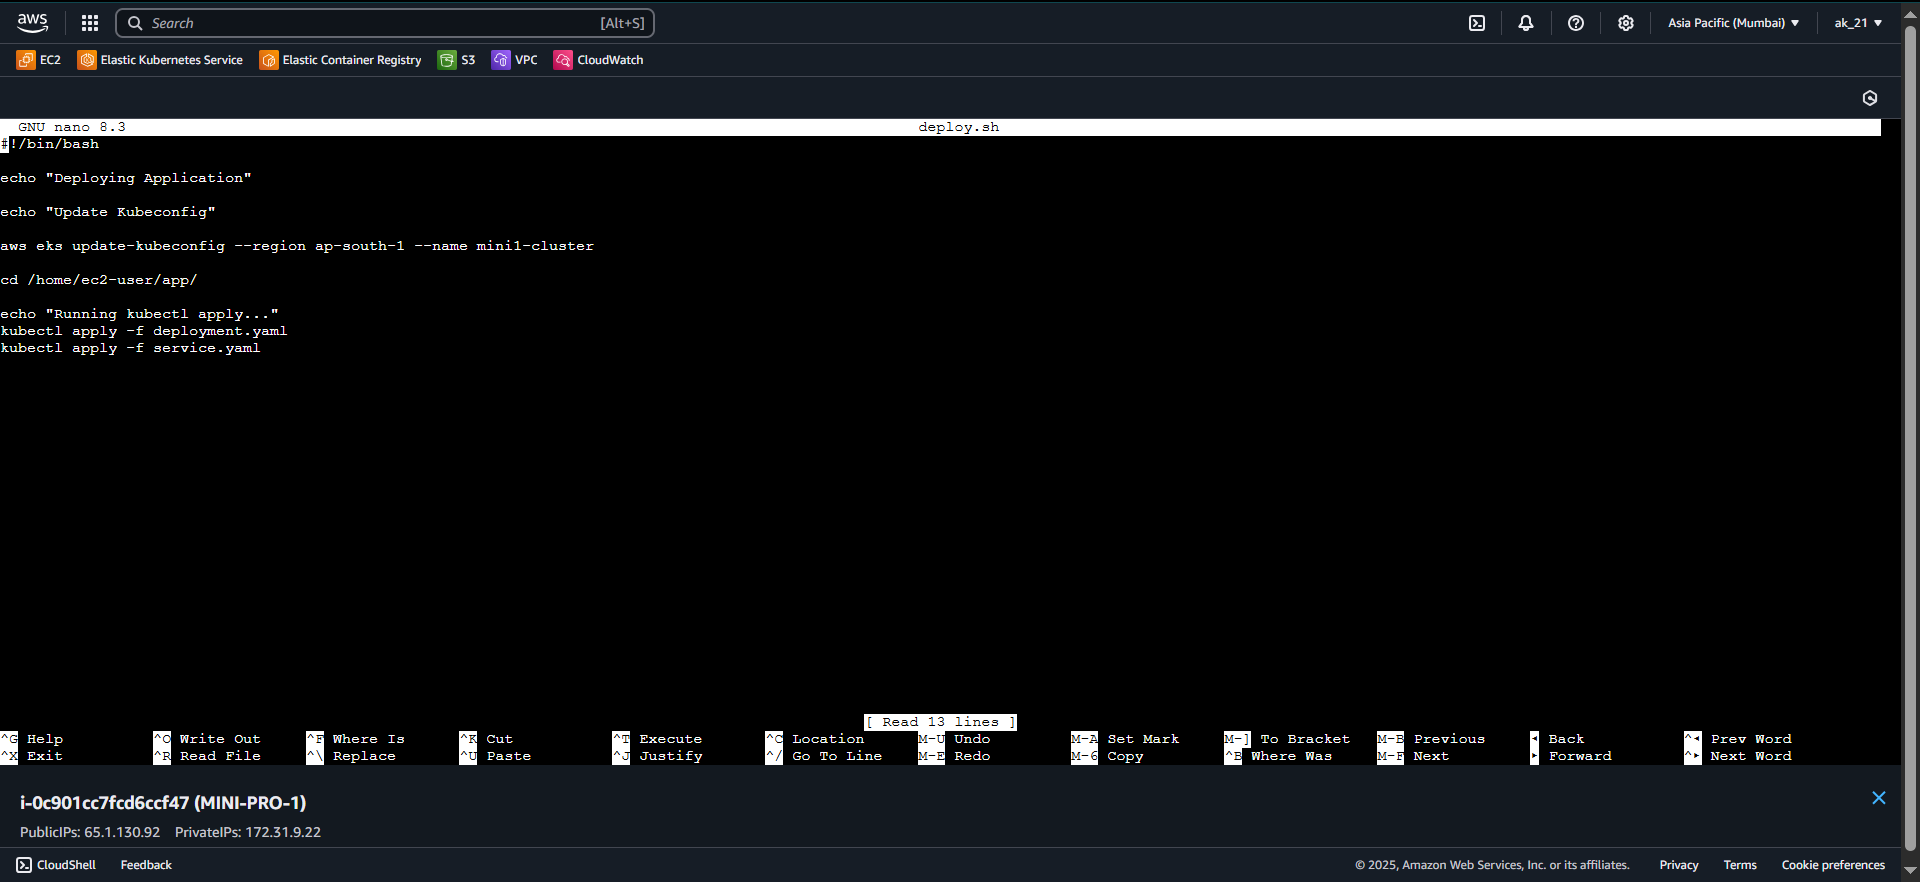 aws Search [Alt+S] Asia Pacific (Mumbai) ▼ ak_21 ▼
EC2 Elastic Kubernetes Service Elastic Container Registry S3 VPC CloudWatch
GNU nano 8.3 deploy.sh
#!/bin/bash
echo "Deploying Application"
echo "Update Kubeconfig"
aws eks update-kubeconfig --region ap-south-1 --name mini1-cluster
cd /home/ec2-user/app/
echo "Running kubectl apply..."
kubectl apply -f deployment.yaml
kubectl apply -f service.yaml
[ Read 13 lines ]
^G Help ^O Write Out ^F Where Is ^K Cut ^T Execute ^C Location M-U Undo M-A Set Mark M-] To Bracket M-B Previous ◂ Back ^◂ Prev Word
^X Exit ^R Read File ^\ Replace ^U Paste ^J Justify ^/ Go To Line M-E Redo M-6 Copy ^B Where Was M-F Next ▸ Forward ^▸ Next Word
i-0c901cc7fcd6ccf47 (MINI-PRO-1)
PublicIPs: 65.1.130.92 PrivateIPs: 172.31.9.22
CloudShell Feedback © 2025, Amazon Web Services, Inc. or its affiliates. Privacy Terms Cookie preferences